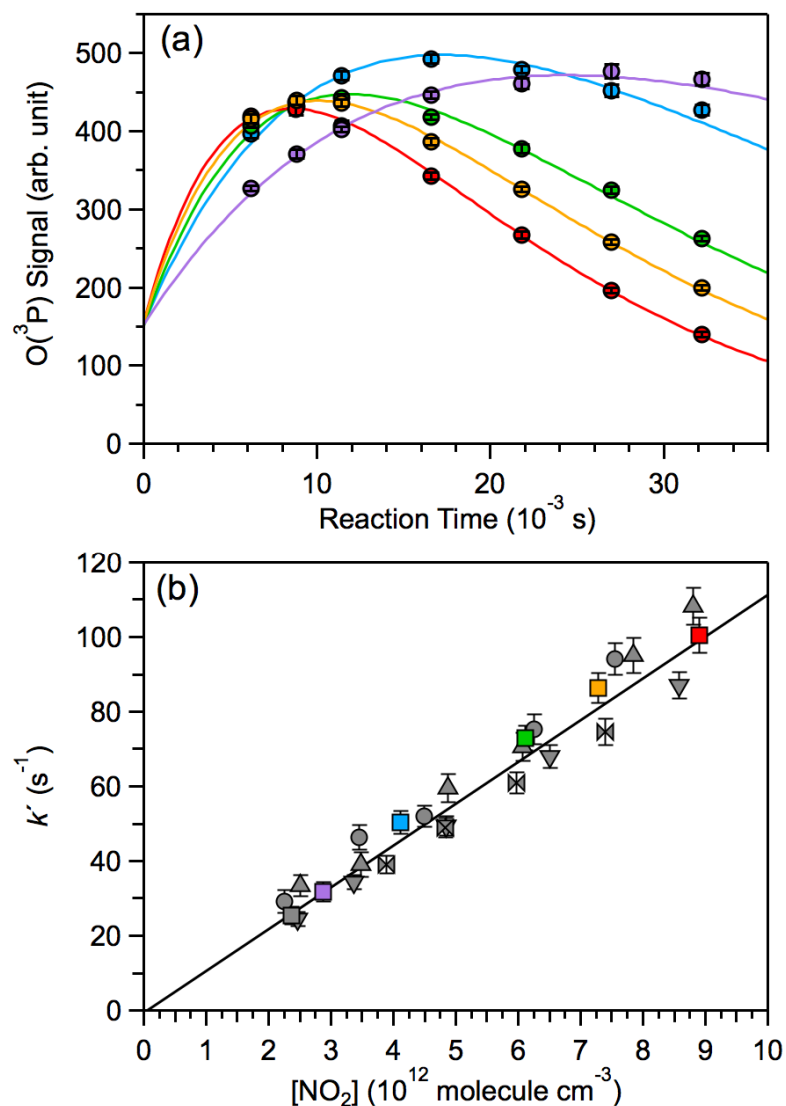 (a)
O(³P) Signal (arb. unit)
500
400
300
200
100
0
0 10 20 30
Reaction Time (10⁻³ s)
(b)
k′ (s⁻¹)
120
100
80
60
40
20
0
0 1 2 3 4 5 6 7 8 9 10
[NO₂] (10¹² molecule cm⁻³)